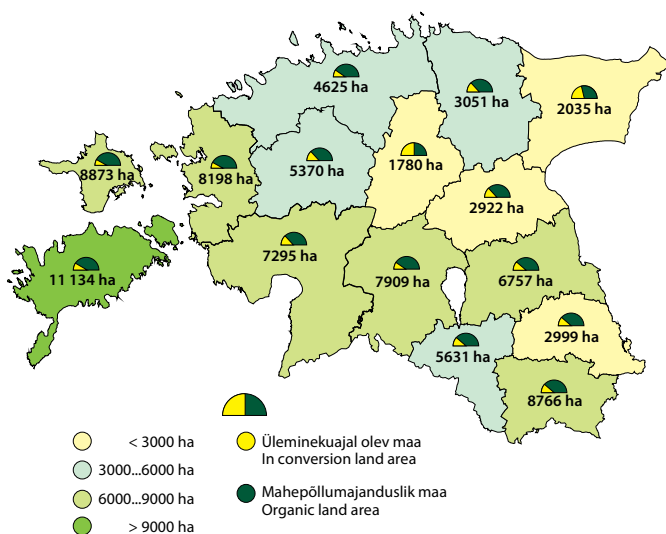 4625 ha
3051 ha
2035 ha
8873 ha
8198 ha
5370 ha
1780 ha
2922 ha
11 134 ha
7295 ha
7909 ha
6757 ha
5631 ha
2999 ha
8766 ha
< 3000 ha
3000...6000 ha
6000...9000 ha
> 9000 ha
Üleminekuajal olev maa
In conversion land area
Mahepõllumajanduslik maa
Organic land area